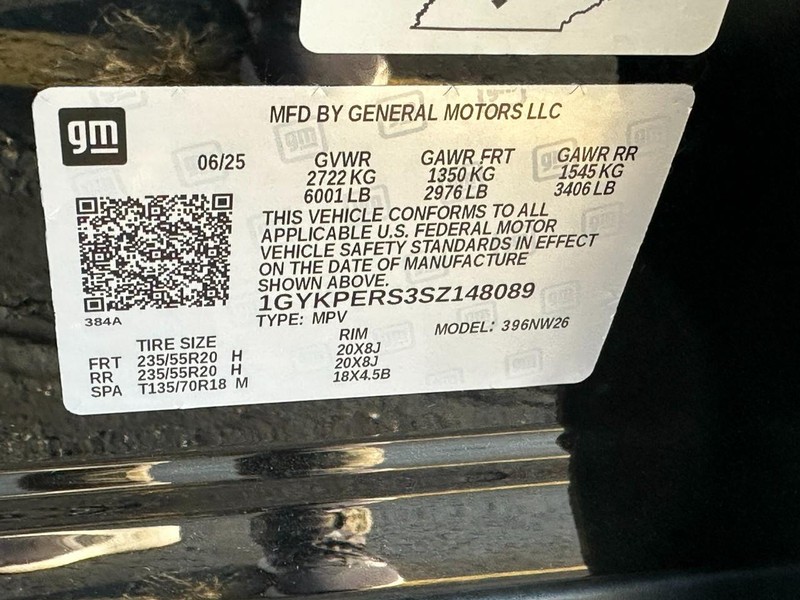 gm
MFD BY GENERAL MOTORS LLC
06/25 GVWR GAWR FRT GAWR RR
2722 KG 1350 KG 1545 KG
6001 LB 2976 LB 3406 LB
THIS VEHICLE CONFORMS TO ALL
APPLICABLE U.S. FEDERAL MOTOR
VEHICLE SAFETY STANDARDS IN EFFECT
ON THE DATE OF MANUFACTURE
SHOWN ABOVE.
1GYKPERS3SZ148089
384A
TYPE: MPV MODEL: 396NW26
TIRE SIZE RIM
FRT 235/55R20 H 20X8J
RR 235/55R20 H 20X8J
SPA T135/70R18 M 18X4.5B